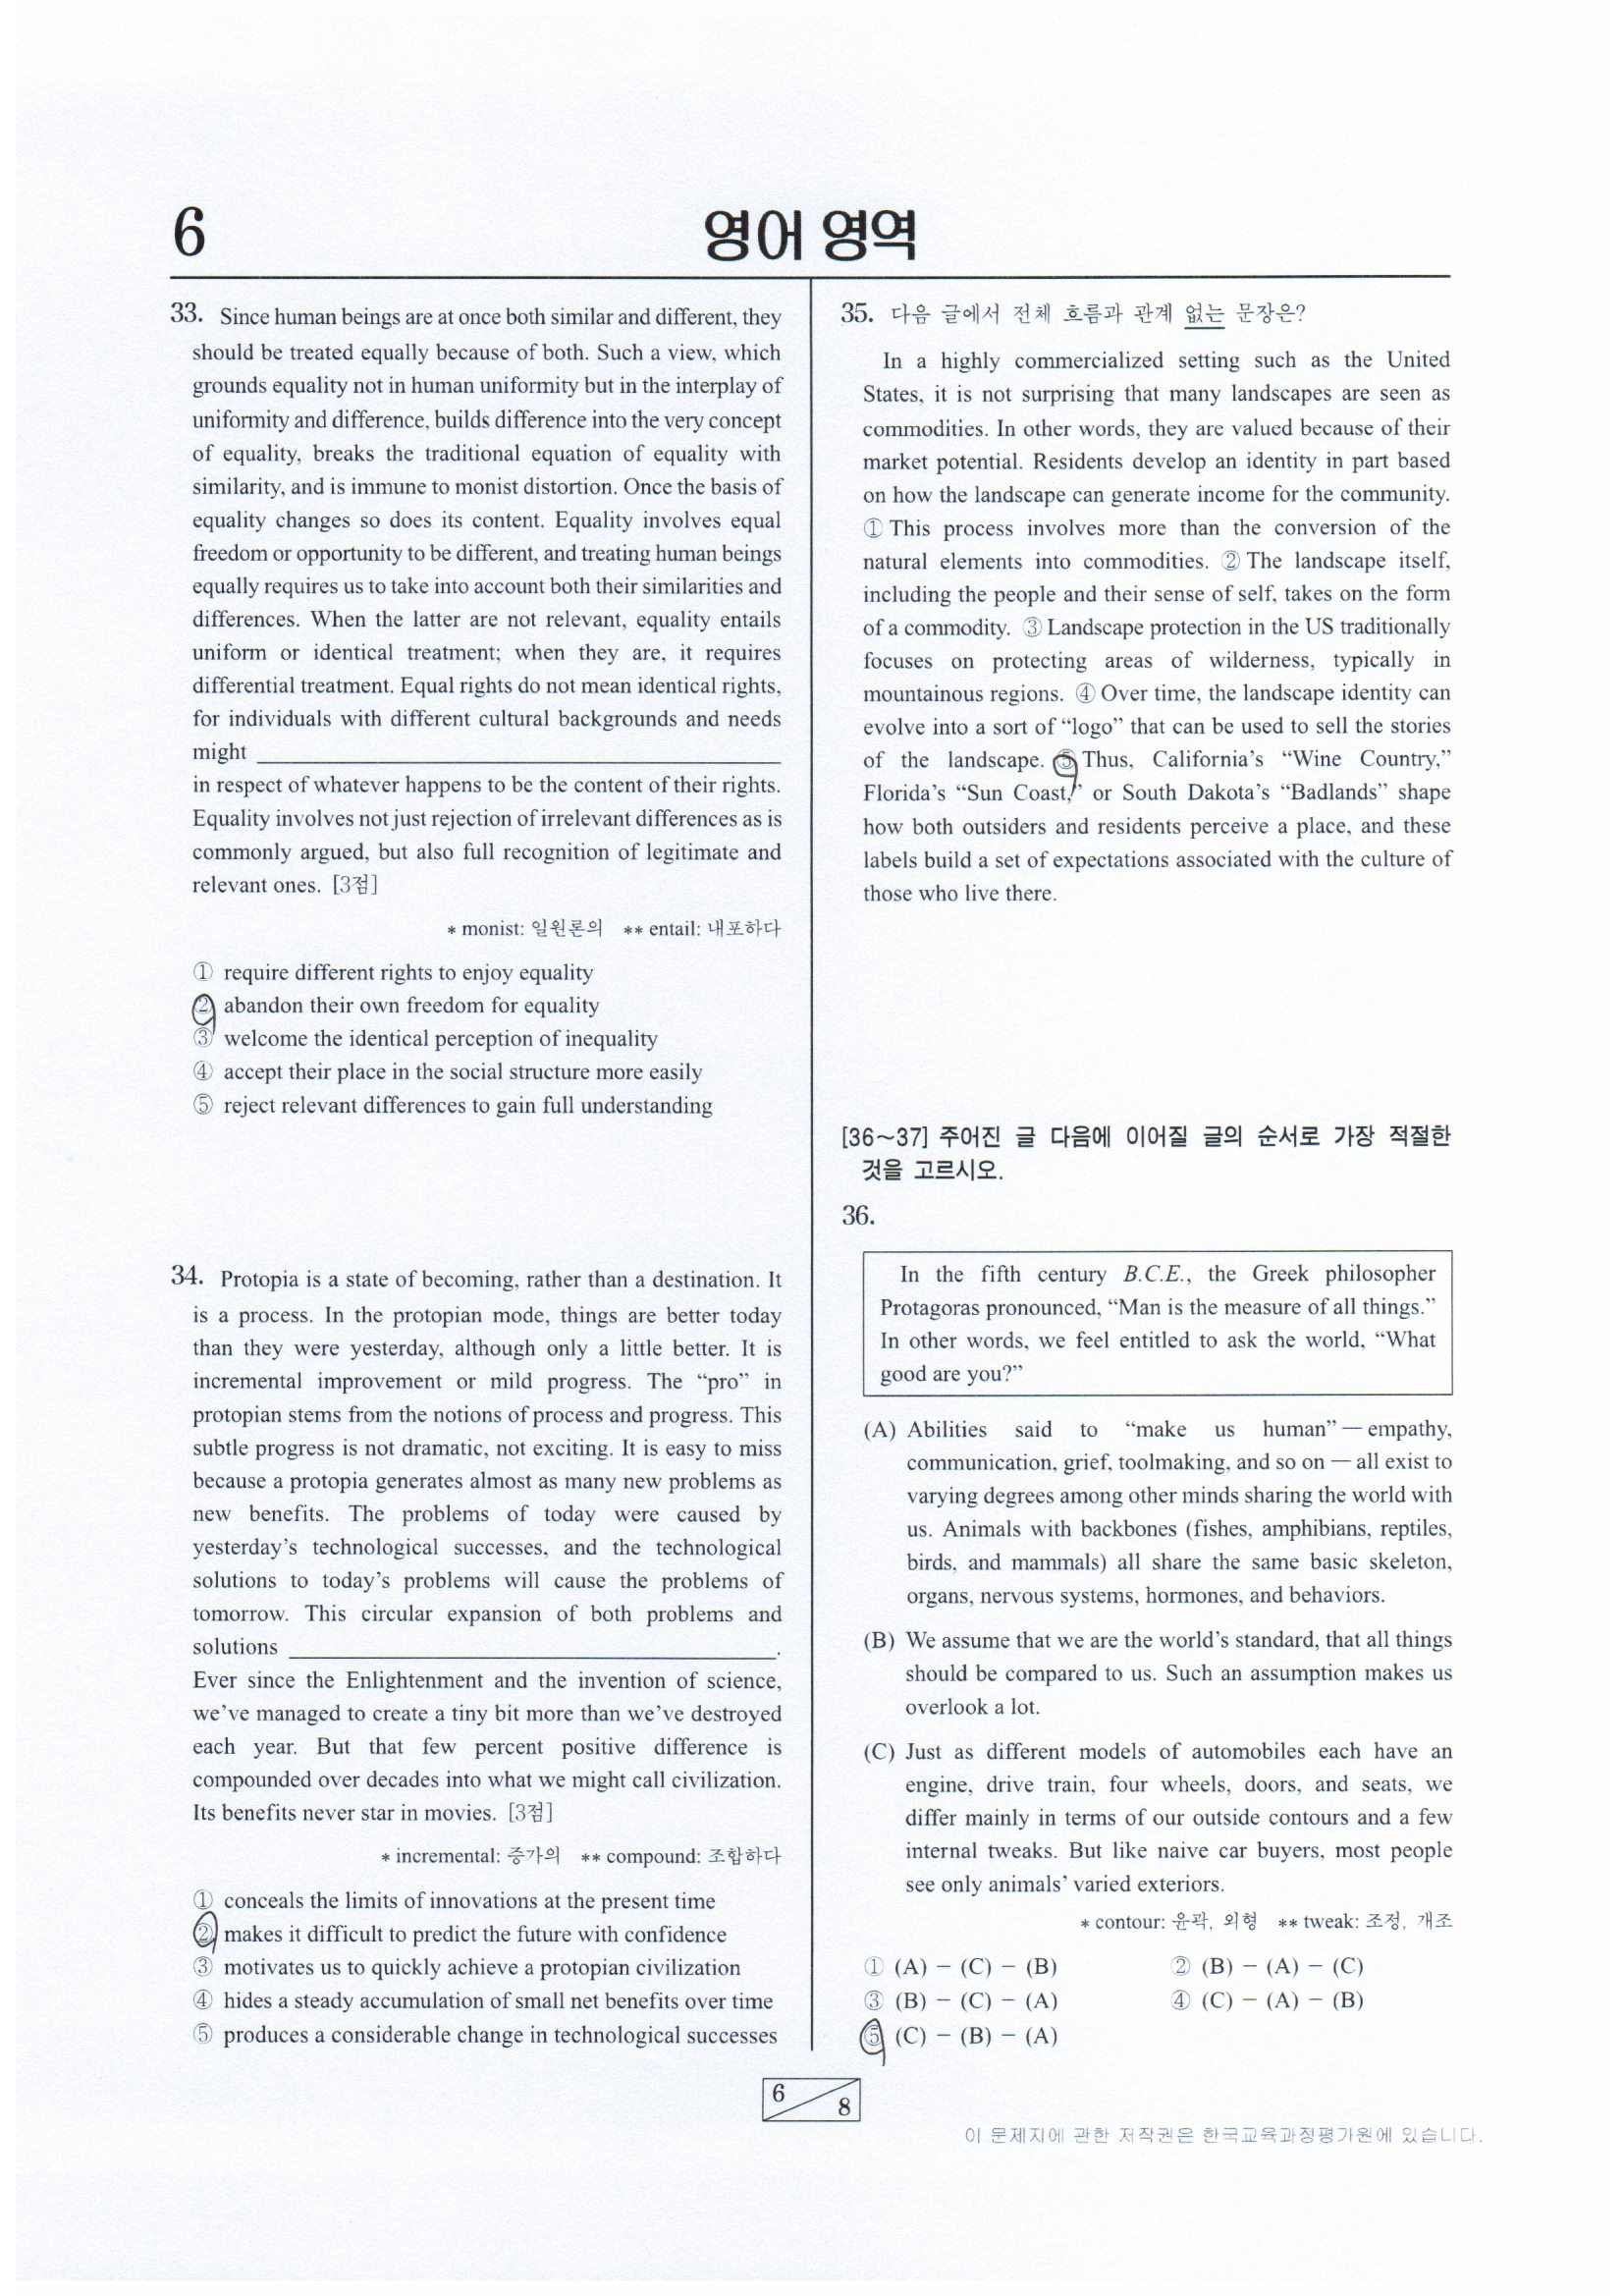 6
영어 영역
33. Since human beings are at once both similar and different, they
should be treated equally because of both. Such a view, which
grounds equality not in human uniformity but in the interplay of
uniformity and difference, builds difference into the very concept
of equality, breaks the traditional equation of equality with
similarity, and is immune to monist distortion. Once the basis of
equality changes so does its content. Equality involves equal
freedom or opportunity to be different, and treating human beings
equally requires us to take into account both their similarities and
differences. When the latter are not relevant, equality entails
uniform or identical treatment; when they are, it requires
differential treatment. Equal rights do not mean identical rights,
for individuals with different cultural backgrounds and needs
might
in respect of whatever happens to be the content of their rights.
Equality involves not just rejection of irrelevant differences as is
commonly argued, but also full recognition of legitimate and
relevant ones. [3점]
* monist: 일원론의 ** entail: 내포하다
① require different rights to enjoy equality
② abandon their own freedom for equality
③ welcome the identical perception of inequality
④ accept their place in the social structure more easily
⑤ reject relevant differences to gain full understanding
34. Protopia is a state of becoming, rather than a destination. It
is a process. In the protopian mode, things are better today
than they were yesterday, although only a little better. It is
incremental improvement or mild progress. The “pro” in
protopian stems from the notions of process and progress. This
subtle progress is not dramatic, not exciting. It is easy to miss
because a protopia generates almost as many new problems as
new benefits. The problems of today were caused by
yesterday’s technological successes, and the technological
solutions to today’s problems will cause the problems of
tomorrow. This circular expansion of both problems and
solutions .
Ever since the Enlightenment and the invention of science,
we’ve managed to create a tiny bit more than we’ve destroyed
each year. But that few percent positive difference is
compounded over decades into what we might call civilization.
Its benefits never star in movies. [3점]
* incremental: 증가의 ** compound: 조합하다
① conceals the limits of innovations at the present time
② makes it difficult to predict the future with confidence
③ motivates us to quickly achieve a protopian civilization
④ hides a steady accumulation of small net benefits over time
⑤ produces a considerable change in technological successes
35. 다음 글에서 전체 흐름과 관계 없는 문장은?
In a highly commercialized setting such as the United
States, it is not surprising that many landscapes are seen as
commodities. In other words, they are valued because of their
market potential. Residents develop an identity in part based
on how the landscape can generate income for the community.
① This process involves more than the conversion of the
natural elements into commodities. ② The landscape itself,
including the people and their sense of self, takes on the form
of a commodity. ③ Landscape protection in the US traditionally
focuses on protecting areas of wilderness, typically in
mountainous regions. ④ Over time, the landscape identity can
evolve into a sort of “logo” that can be used to sell the stories
of the landscape. ⑤ Thus, California’s “Wine Country,”
Florida’s “Sun Coast,” or South Dakota’s “Badlands” shape
how both outsiders and residents perceive a place, and these
labels build a set of expectations associated with the culture of
those who live there.
[36～37] 주어진 글 다음에 이어질 글의 순서로 가장 적절한
것을 고르시오.
36.
In the fifth century B.C.E., the Greek philosopher
Protagoras pronounced, “Man is the measure of all things.”
In other words, we feel entitled to ask the world, “What
good are you?”
(A) Abilities said to “make us human” — empathy,
communication, grief, toolmaking, and so on — all exist to
varying degrees among other minds sharing the world with
us. Animals with backbones (fishes, amphibians, reptiles,
birds, and mammals) all share the same basic skeleton,
organs, nervous systems, hormones, and behaviors.
(B) We assume that we are the world’s standard, that all things
should be compared to us. Such an assumption makes us
overlook a lot.
(C) Just as different models of automobiles each have an
engine, drive train, four wheels, doors, and seats, we
differ mainly in terms of our outside contours and a few
internal tweaks. But like naive car buyers, most people
see only animals’ varied exteriors.
* contour: 윤곽, 외형 ** tweak: 조정, 개조
① (A) － (C) － (B) ② (B) － (A) － (C)
③ (B) － (C) － (A) ④ (C) － (A) － (B)
⑤ (C) － (B) － (A)
6 8
이 문제지에 관한 저작권은 한국교육과정평가원에 있습니다.